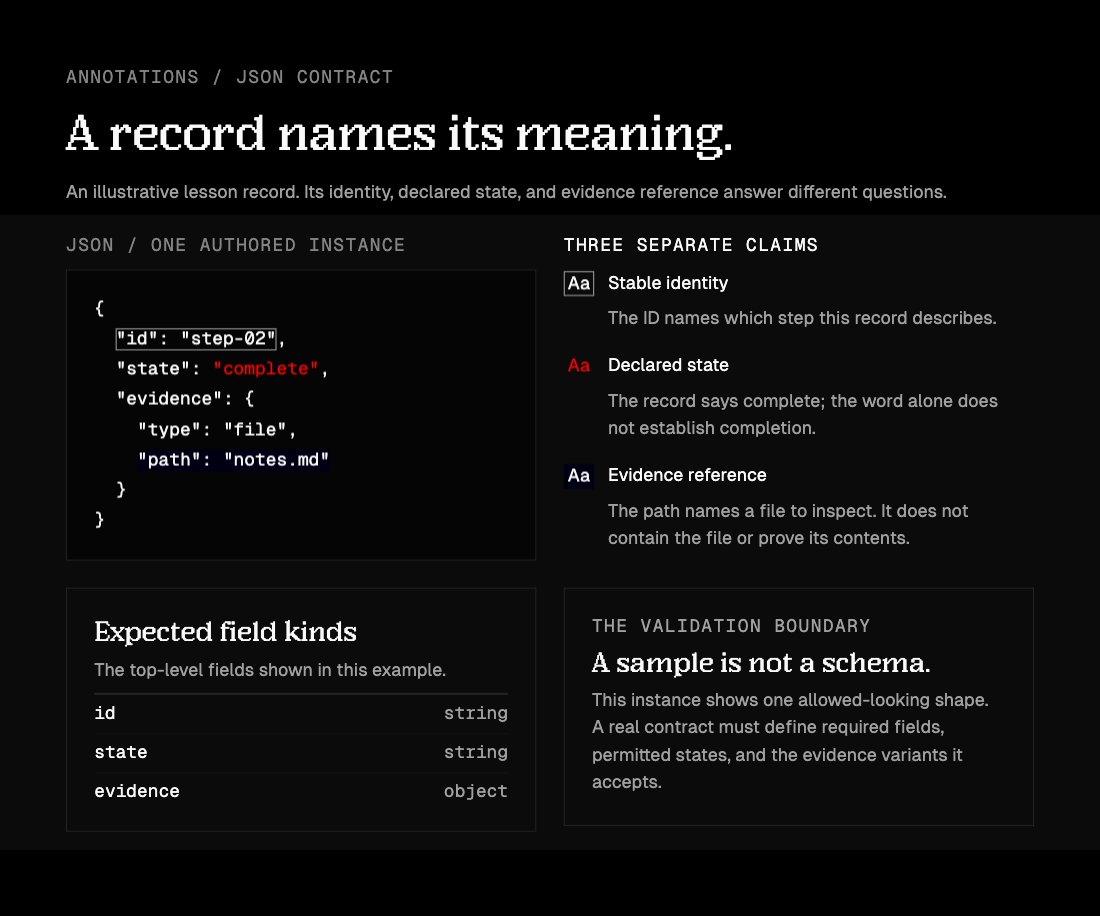 ANNOTATIONS / JSON CONTRACT
A record names its meaning.
An illustrative lesson record. Its identity, declared state, and evidence reference answer different questions.
JSON / ONE AUTHORED INSTANCE
{
"id": "step-02",
"state": "complete",
"evidence": {
"type": "file",
"path": "notes.md"
}
}
THREE SEPARATE CLAIMS
Aa Stable identity
The ID names which step this record describes.
Aa Declared state
The record says complete; the word alone does
not establish completion.
Aa Evidence reference
The path names a file to inspect. It does not
contain the file or prove its contents.
Expected field kinds
The top-level fields shown in this example.
id string
state string
evidence object
THE VALIDATION BOUNDARY
A sample is not a schema.
This instance shows one allowed-looking shape.
A real contract must define required fields,
permitted states, and the evidence variants it
accepts.